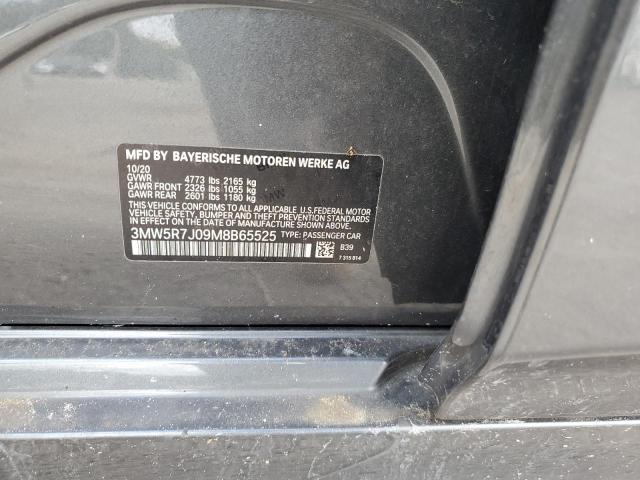 MFD BY BAYERISCHE MOTOREN WERKE AG
10/20
GVWR 4773 lbs 2165 kg
GAWR FRONT 2326 lbs 1055 kg
GAWR REAR 2601 lbs 1180 kg
THIS VEHICLE CONFORMS TO ALL APPLICABLE U.S.FEDERAL MOTOR
VEHICLE SAFETY, BUMPER AND THEFT PREVENTION STANDARDS
IN EFFECT ON THE DATE OF MANUFACTURE SHOWN ABOVE.
3MW5R7J09M8B65525 TYPE: PASSENGER CAR
B39
7 315 814